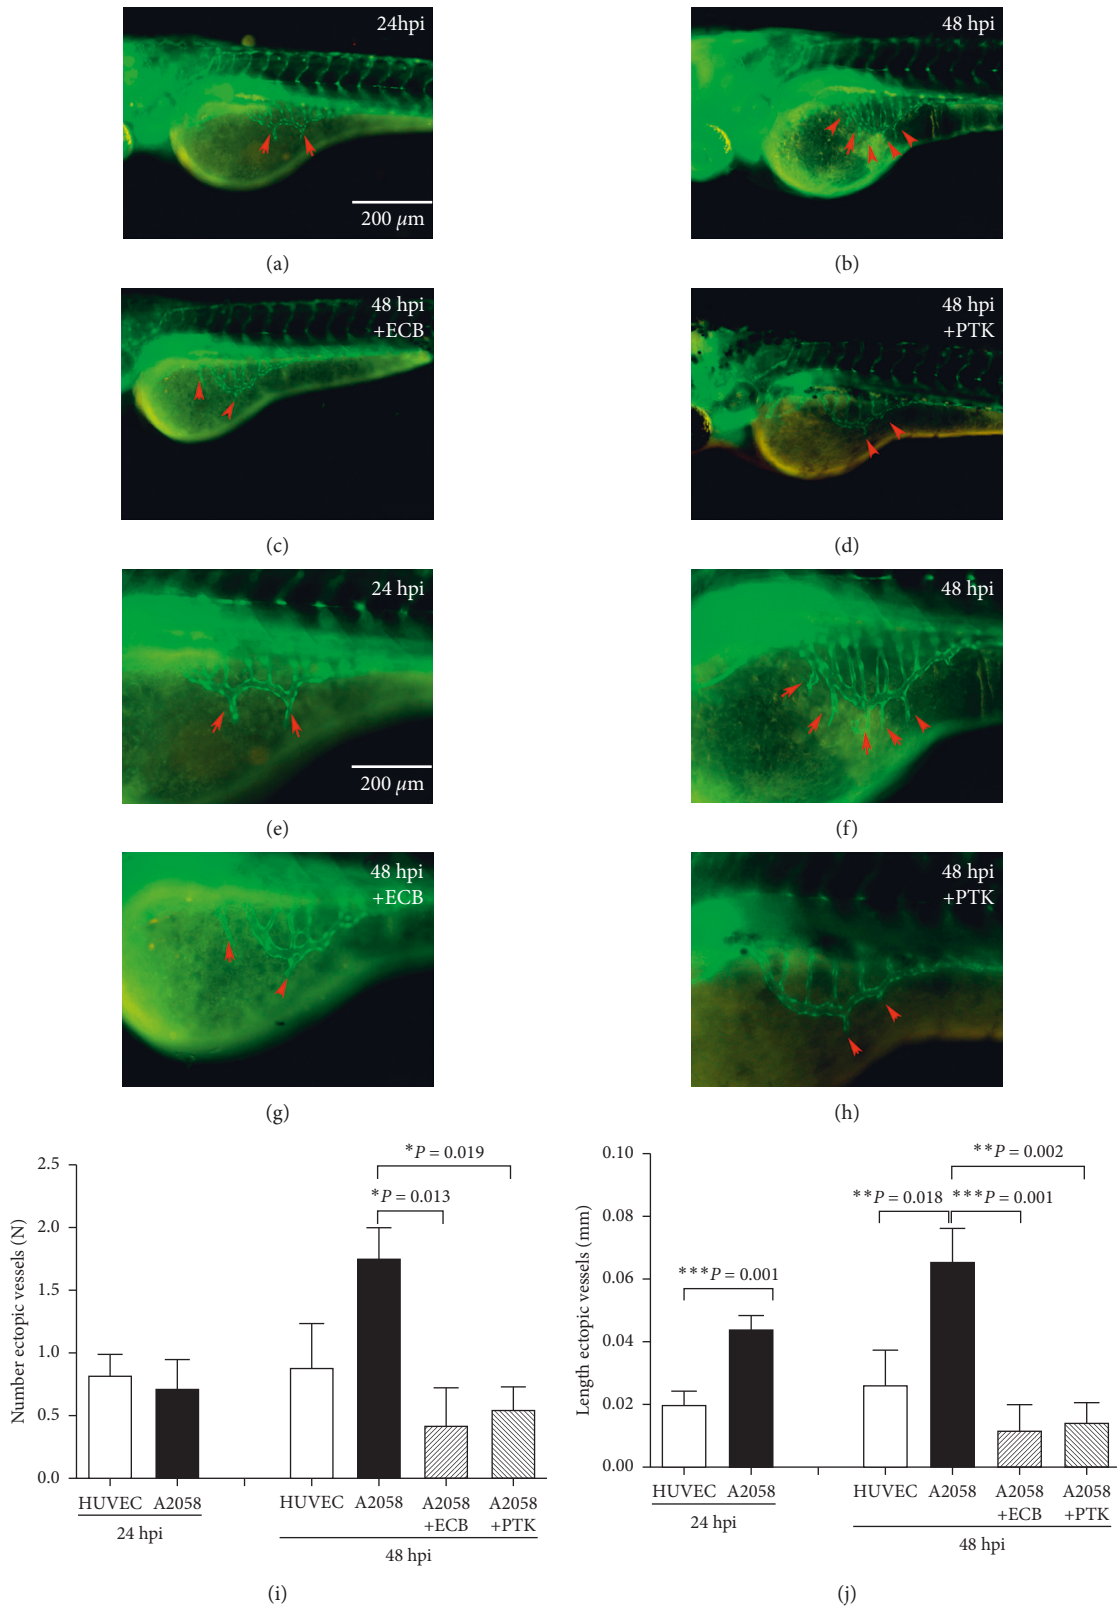 24hpi
200 µm
(a)
48 hpi
(b)
48 hpi
+ECB
(c)
48 hpi
+PTK
(d)
24 hpi
200 µm
(e)
48 hpi
(f)
48 hpi
+ECB
(g)
48 hpi
+PTK
(h)
Number ectopic vessels (N)
2.5
2.0
1.5
1.0
0.5
0.0
*P = 0.019
*P = 0.013
HUVEC A2058
24 hpi
HUVEC A2058 A2058 A2058
+ECB +PTK
48 hpi
(i)
Length ectopic vessels (mm)
0.10
0.08
0.06
0.04
0.02
0.00
**P = 0.002
**P = 0.018 ***P = 0.001
***P = 0.001
HUVEC A2058
24 hpi
HUVEC A2058 A2058 A2058
+ECB +PTK
48 hpi
(j)